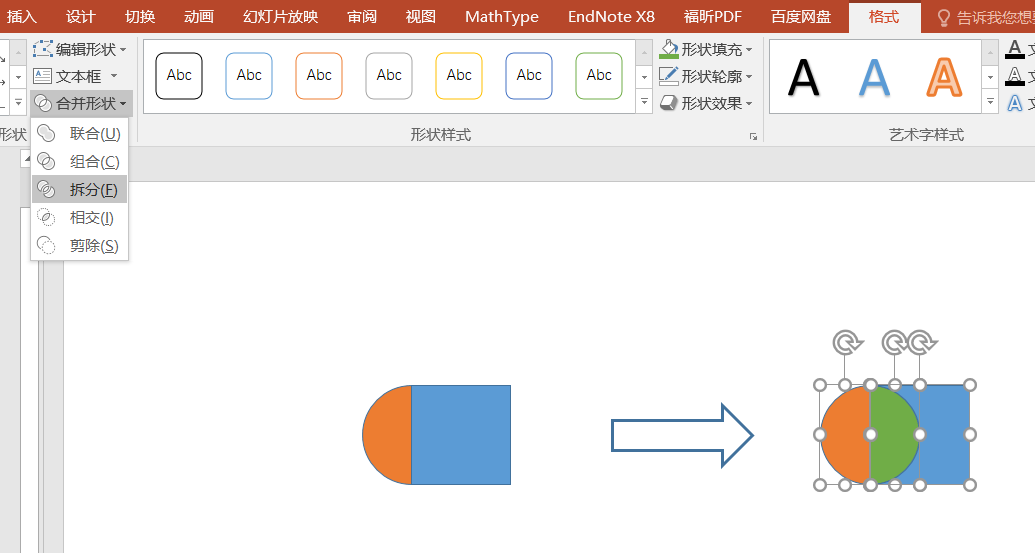 插入 设计 切换 动画 幻灯片放映 审阅 视图 MathType EndNote X8 福昕PDF 百度网盘 格式 告诉我您想要
编辑形状 形状填充
Abc Abc Abc Abc Abc Abc Abc
A A A
文本框 形状轮廓
合并形状 形状效果
形状 形状样式 艺术字样式
联合(U)
组合(C)
拆分(F)
相交(I)
剪除(S)